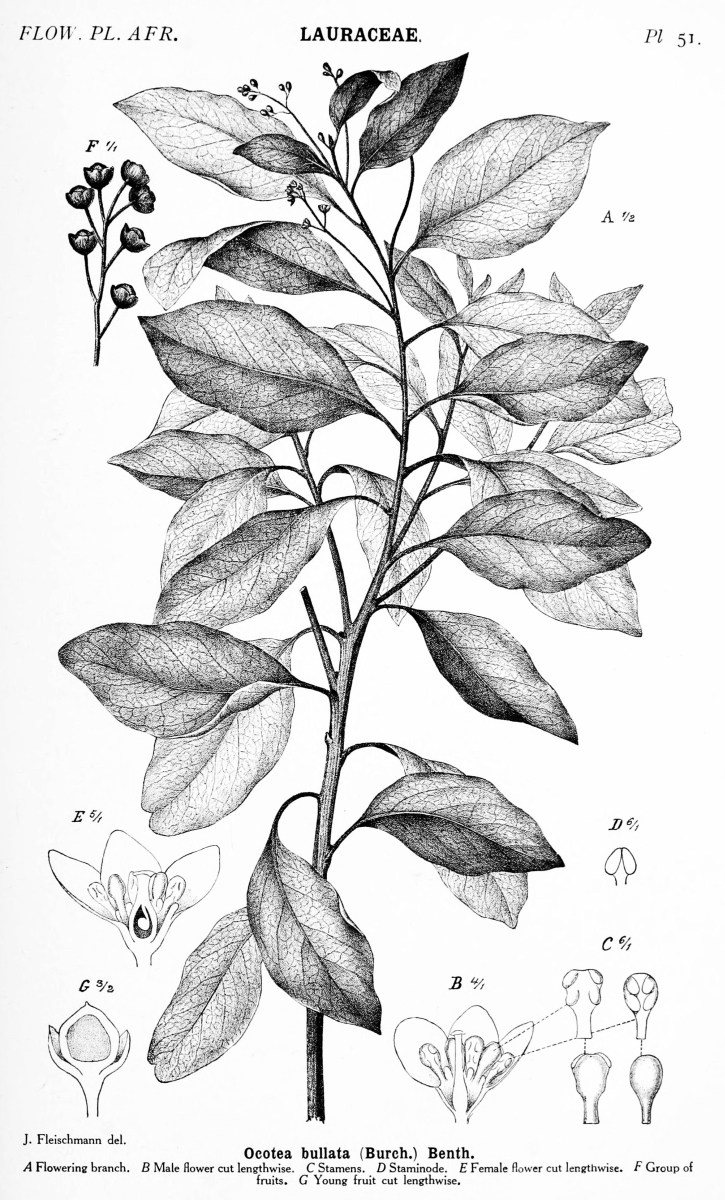 FLOW. PL. AFR. LAURACEAE. Pl 51.
F 1/1
A 1/2
E 5/1
D 6/1
C 6/1
G 3/2
B 4/1
J. Fleischmann del.
Ocotea bullata (Burch.) Benth.
A Flowering branch. B Male flower cut lengthwise. C Stamens. D Staminode. E Female flower cut lengthwise. F Group of
fruits. G Young fruit cut lengthwise.